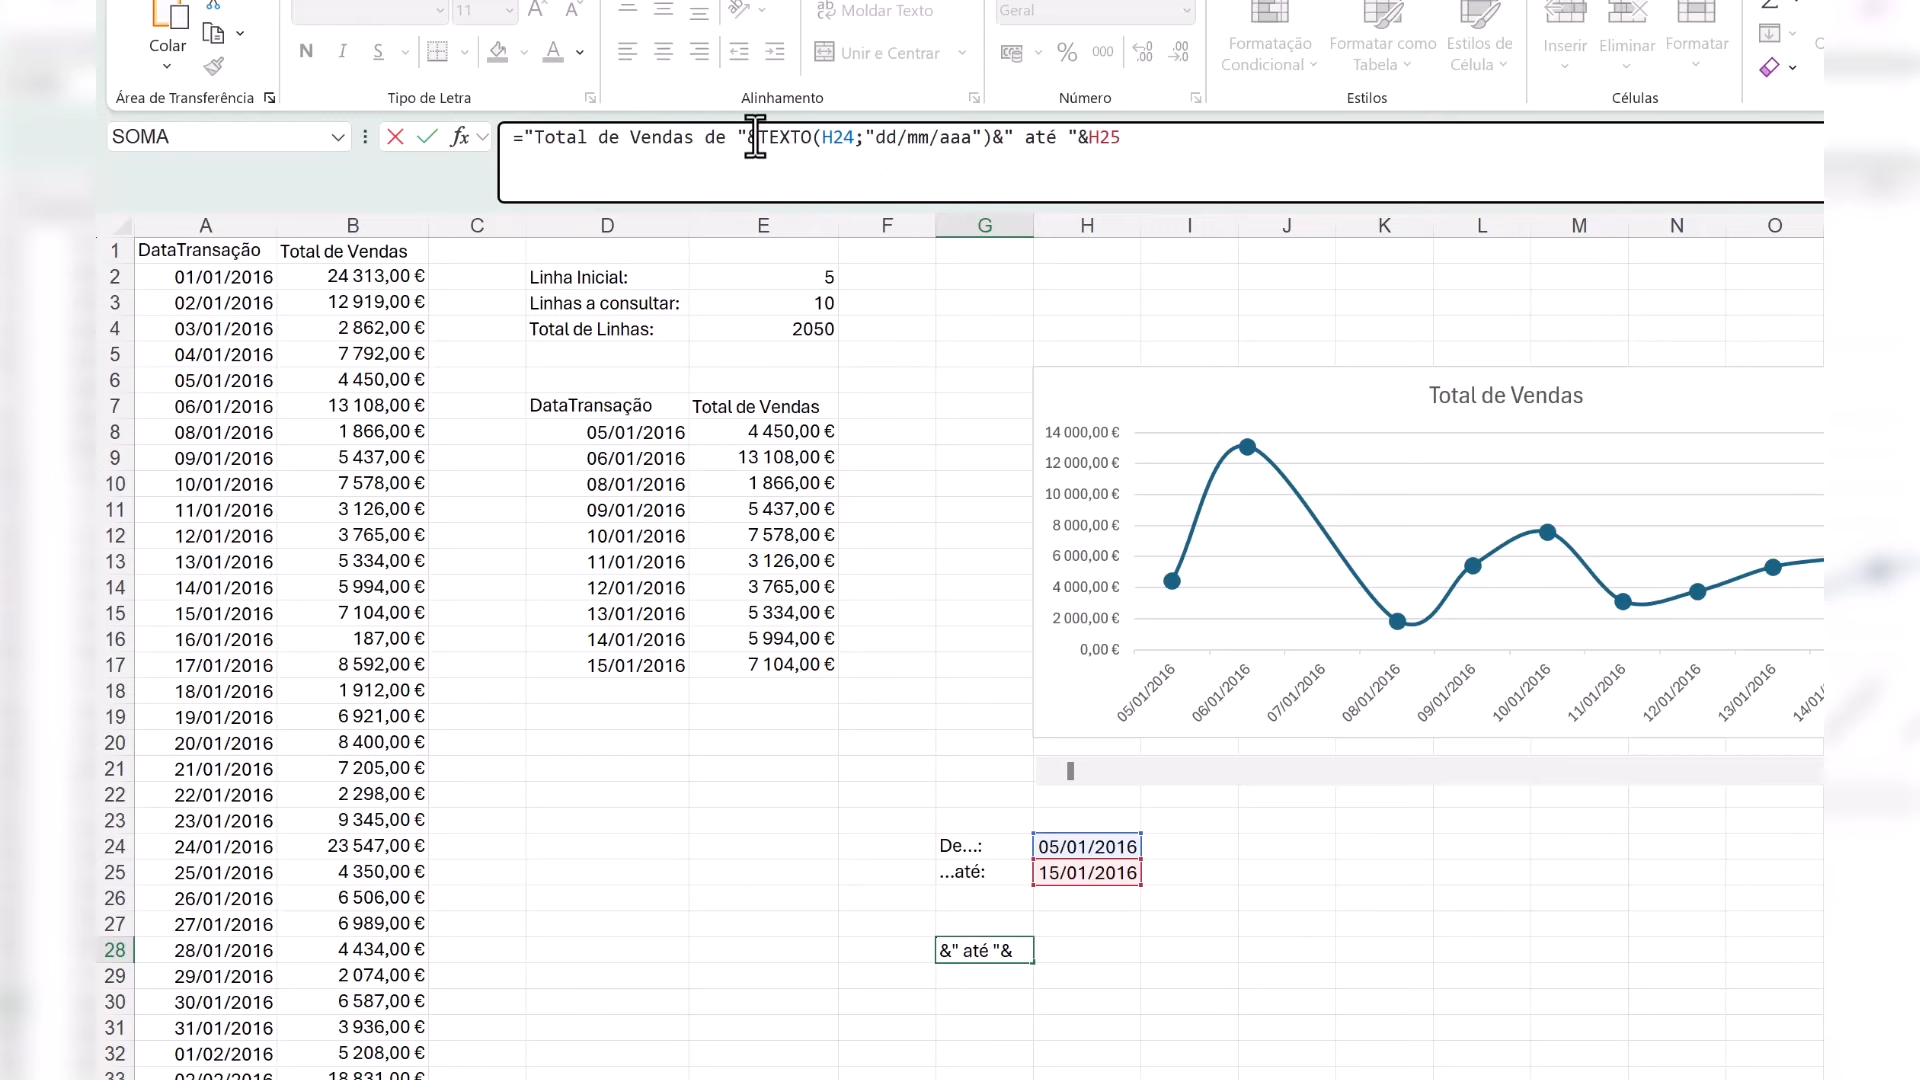 11
Moldar Texto
Geral
Colar
N I S
Unir e Centrar
% 000
Formatação Condicional
Formatar como Tabela
Estilos de Célula
Inserir
Eliminar
Formatar
Área de Transferência
Tipo de Letra
Alinhamento
Número
Estilos
Células
SOMA
fx
="Total de Vendas de "&TEXTO(H24;"dd/mm/aaa")&" até "&H25
A B C D E F G H I J K L M N O
1 DataTransação Total de Vendas
2 01/01/2016 24 313,00 € Linha Inicial: 5
3 02/01/2016 12 919,00 € Linhas a consultar: 10
4 03/01/2016 2 862,00 € Total de Linhas: 2050
5 04/01/2016 7 792,00 €
6 05/01/2016 4 450,00 €
7 06/01/2016 13 108,00 € DataTransação Total de Vendas
8 08/01/2016 1 866,00 € 05/01/2016 4 450,00 €
9 09/01/2016 5 437,00 € 06/01/2016 13 108,00 €
10 10/01/2016 7 578,00 € 08/01/2016 1 866,00 €
11 11/01/2016 3 126,00 € 09/01/2016 5 437,00 €
12 12/01/2016 3 765,00 € 10/01/2016 7 578,00 €
13 13/01/2016 5 334,00 € 11/01/2016 3 126,00 €
14 14/01/2016 5 994,00 € 12/01/2016 3 765,00 €
15 15/01/2016 7 104,00 € 13/01/2016 5 334,00 €
16 16/01/2016 187,00 € 14/01/2016 5 994,00 €
17 17/01/2016 8 592,00 € 15/01/2016 7 104,00 €
18 18/01/2016 1 912,00 €
19 19/01/2016 6 921,00 €
20 20/01/2016 8 400,00 €
21 21/01/2016 7 205,00 €
22 22/01/2016 2 298,00 €
23 23/01/2016 9 345,00 €
24 24/01/2016 23 547,00 € De...: 05/01/2016
25 25/01/2016 4 350,00 € ...até: 15/01/2016
26 26/01/2016 6 506,00 €
27 27/01/2016 6 989,00 €
28 28/01/2016 4 434,00 € &" até "&
29 29/01/2016 2 074,00 €
30 30/01/2016 6 587,00 €
31 31/01/2016 3 936,00 €
32 01/02/2016 5 208,00 €
33 02/02/2016 18 831,00 €
Total de Vendas
14 000,00 €
12 000,00 €
10 000,00 €
8 000,00 €
6 000,00 €
4 000,00 €
2 000,00 €
0,00 €
05/01/2016 06/01/2016 07/01/2016 08/01/2016 09/01/2016 10/01/2016 11/01/2016 12/01/2016 13/01/2016 14/01/